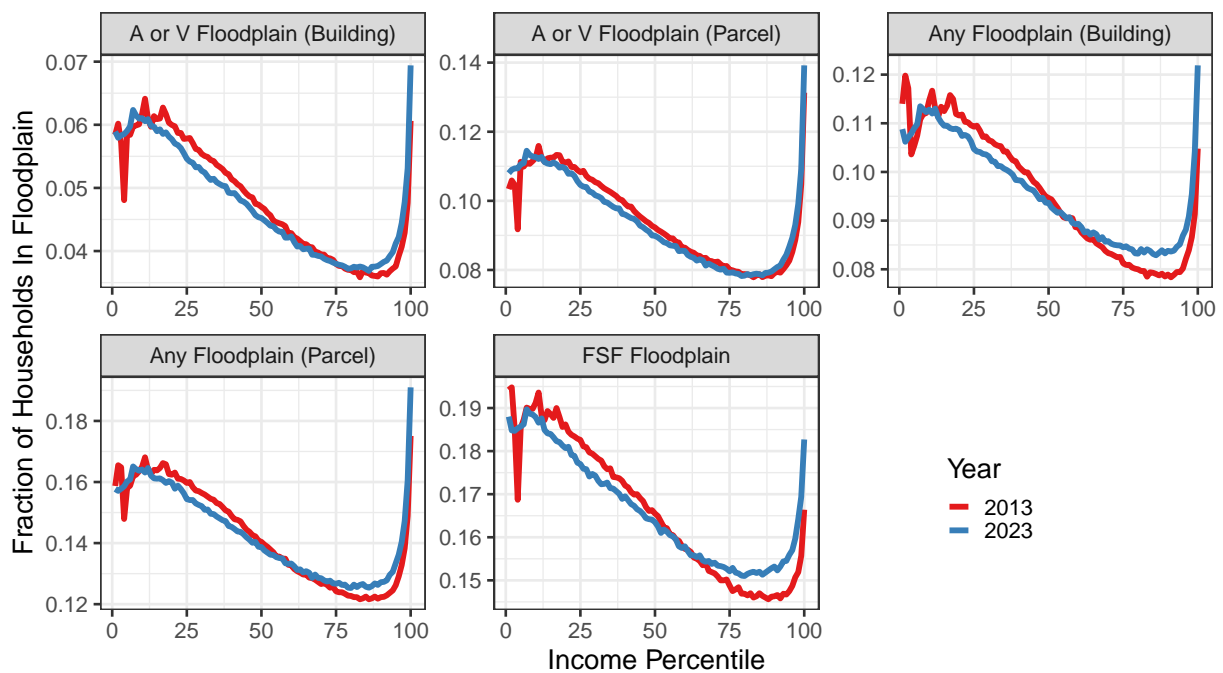 A or V Floodplain (Building)
A or V Floodplain (Parcel)
Any Floodplain (Building)
0.07
0.06
0.05
0.04
0 25 50 75 100
0.14
0.12
0.10
0.08
0 25 50 75 100
0.12
0.11
0.10
0.09
0.08
0 25 50 75 100
Fraction of Households In Floodplain
Any Floodplain (Parcel)
FSF Floodplain
0.18
0.16
0.14
0.12
0 25 50 75 100
0.19
0.18
0.17
0.16
0.15
0 25 50 75 100
Income Percentile
Year
2013
2023